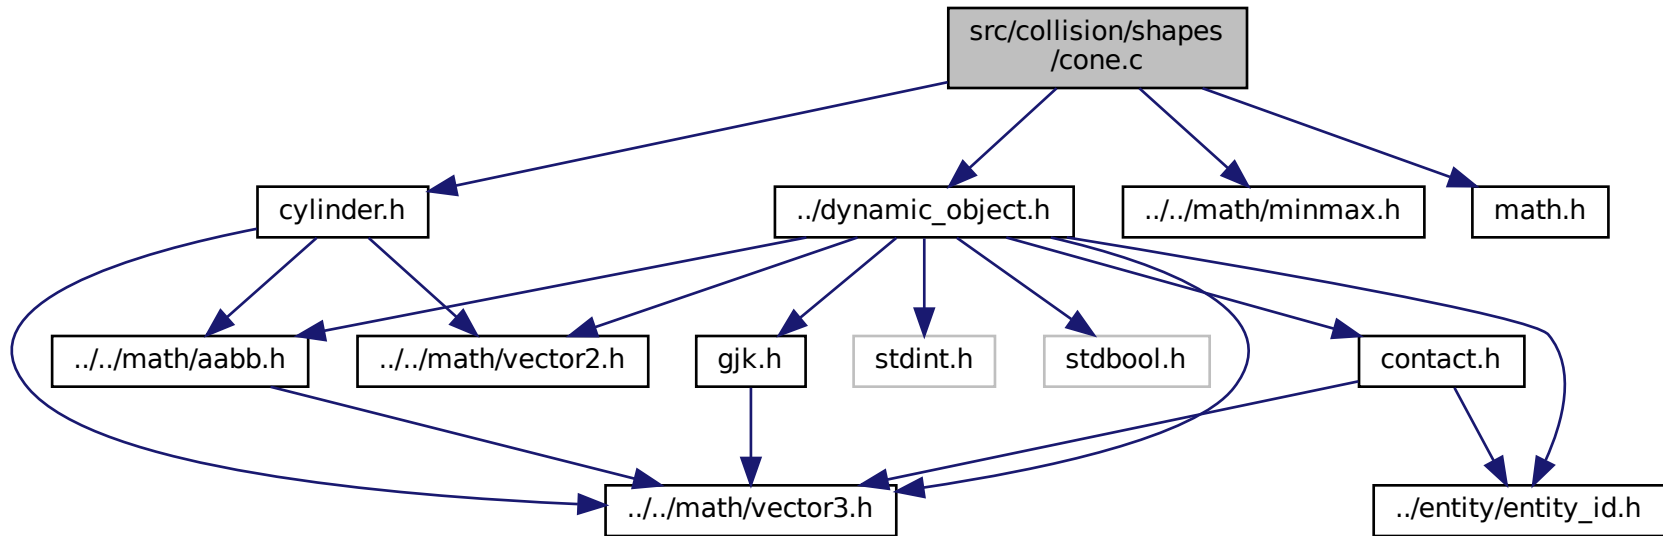 src/collision/shapes
/cone.c
cylinder.h
../dynamic_object.h
../../math/minmax.h
math.h
../../math/aabb.h
../../math/vector2.h
gjk.h
stdint.h
stdbool.h
contact.h
../../math/vector3.h
../entity/entity_id.h